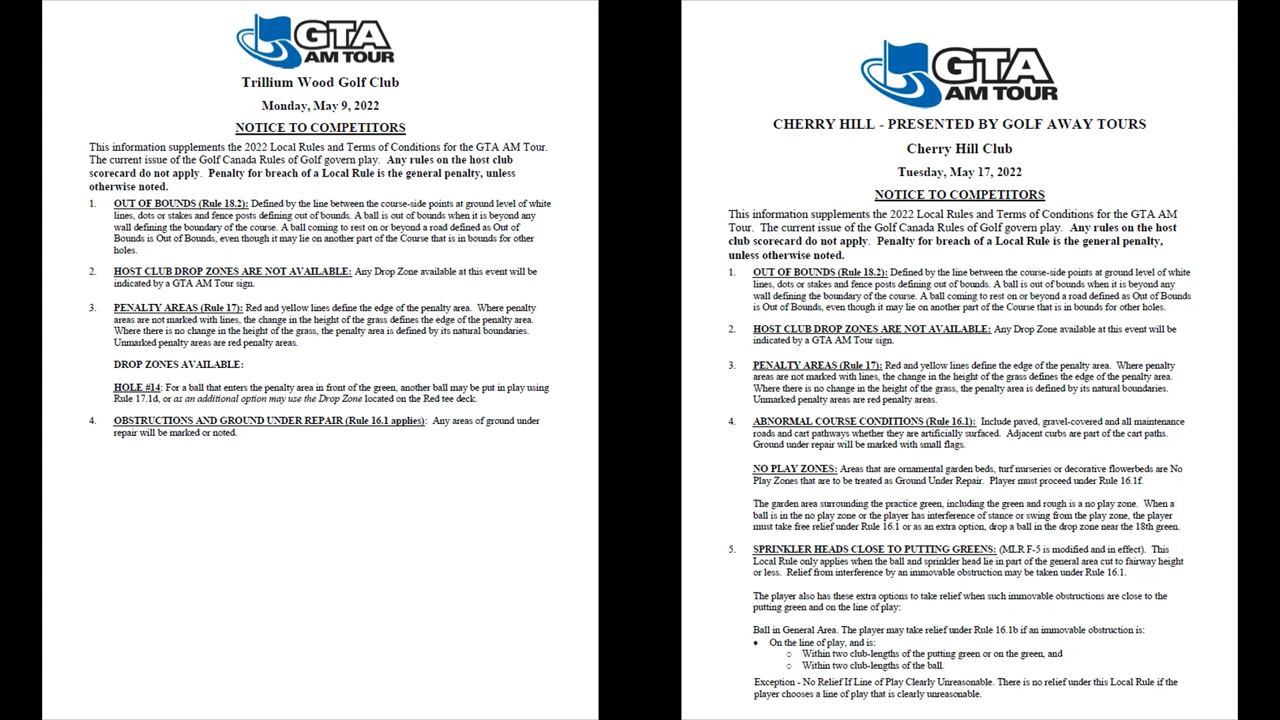 GTA
AM TOUR
Trillium Wood Golf Club
Monday, May 9, 2022
NOTICE TO COMPETITORS
This information supplements the 2022 Local Rules and Terms of Conditions for the GTA AM Tour.
The current issue of the Golf Canada Rules of Golf govern play. Any rules on the host club
scorecard do not apply. Penalty for breach of a Local Rule is the general penalty, unless
otherwise noted.
1. OUT OF BOUNDS (Rule 18.2): Defined by the line between the course-side points at ground level of white
lines, dots or stakes and fence posts defining out of bounds. A ball is out of bounds when it is beyond any
wall defining the boundary of the course. A ball coming to rest on or beyond a road defined as Out of
Bounds is Out of Bounds, even though it may lie on another part of the Course that is in bounds for other
holes.
2. HOST CLUB DROP ZONES ARE NOT AVAILABLE: Any Drop Zone available at this event will be
indicated by a GTA AM Tour sign.
3. PENALTY AREAS (Rule 17): Red and yellow lines define the edge of the penalty area. Where penalty
areas are not marked with lines, the change in the height of the grass defines the edge of the penalty area.
Where there is no change in the height of the grass, the penalty area is defined by its natural boundaries.
Unmarked penalty areas are red penalty areas.
DROP ZONES AVAILABLE:
HOLE #14: For a ball that enters the penalty area in front of the green, another ball may be put in play using
Rule 17.1d, or as an additional option may use the Drop Zone located on the Red tee deck.
4. OBSTRUCTIONS AND GROUND UNDER REPAIR (Rule 16.1 applies): Any areas of ground under
repair will be marked or noted.
GTA
AM TOUR
CHERRY HILL - PRESENTED BY GOLF AWAY TOURS
Cherry Hill Club
Tuesday, May 17, 2022
NOTICE TO COMPETITORS
This information supplements the 2022 Local Rules and Terms of Conditions for the GTA AM
Tour. The current issue of the Golf Canada Rules of Golf govern play. Any rules on the host
club scorecard do not apply. Penalty for breach of a Local Rule is the general penalty,
unless otherwise noted.
1. OUT OF BOUNDS (Rule 18.2): Defined by the line between the course-side points at ground level of white
lines, dots or stakes and fence posts defining out of bounds. A ball is out of bounds when it is beyond any
wall defining the boundary of the course. A ball coming to rest on or beyond a road defined as Out of Bounds
is Out of Bounds, even though it may lie on another part of the Course that is in bounds for other holes.
2. HOST CLUB DROP ZONES ARE NOT AVAILABLE: Any Drop Zone available at this event will be
indicated by a GTA AM Tour sign.
3. PENALTY AREAS (Rule 17): Red and yellow lines define the edge of the penalty area. Where penalty
areas are not marked with lines, the change in the height of the grass defines the edge of the penalty area.
Where there is no change in the height of the grass, the penalty area is defined by its natural boundaries.
Unmarked penalty areas are red penalty areas.
4. ABNORMAL COURSE CONDITIONS (Rule 16.1): Include paved, gravel-covered and all maintenance
roads and cart pathways whether they are artificially surfaced. Adjacent curbs are part of the cart paths.
Ground under repair will be marked with small flags.
NO PLAY ZONES: Areas that are ornamental garden beds, turf nurseries or decorative flowerbeds are No
Play Zones that are to be treated as Ground Under Repair. Player must proceed under Rule 16.1f.
The garden area surrounding the practice green, including the green and rough is a no play zone. When a
ball is in the no play zone or the player has interference of stance or swing from the play zone, the player
must take free relief under Rule 16.1 or as an extra option, drop a ball in the drop zone near the 18th green.
5. SPRINKLER HEADS CLOSE TO PUTTING GREENS: (MLR F-5 is modified and in effect). This
Local Rule only applies when the ball and sprinkler head lie in part of the general area cut to fairway height
or less. Relief from interference by an immovable obstruction may be taken under Rule 16.1.
The player also has these extra options to take relief when such immovable obstructions are close to the
putting green and on the line of play:
Ball in General Area. The player may take relief under Rule 16.1b if an immovable obstruction is:
• On the line of play, and is:
○ Within two club-lengths of the putting green or on the green, and
○ Within two club-lengths of the ball.
Exception - No Relief If Line of Play Clearly Unreasonable. There is no relief under this Local Rule if the
player chooses a line of play that is clearly unreasonable.